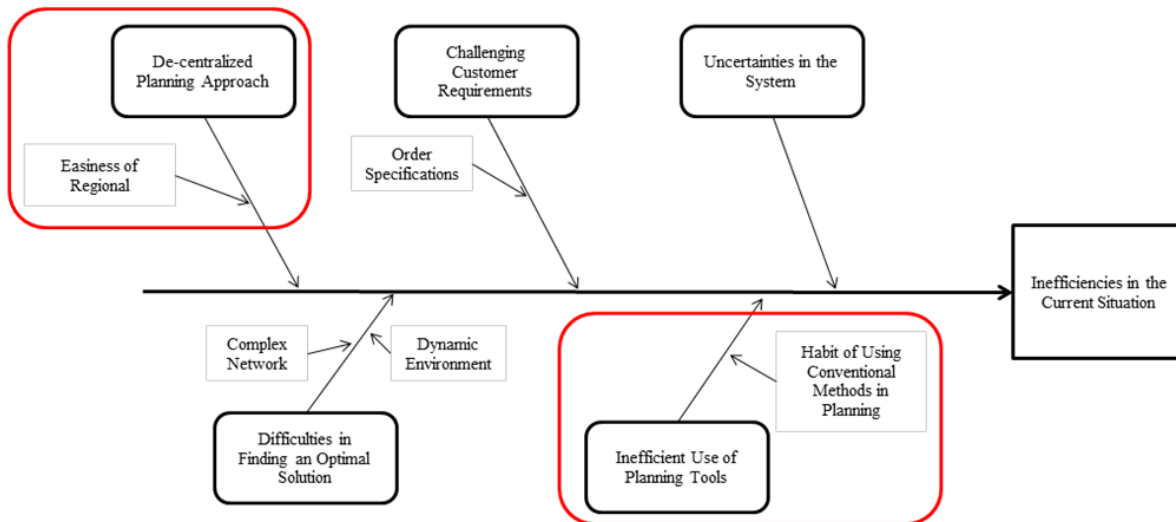 De-centralized
Planning Approach
Challenging
Customer
Requirements
Uncertainties in the
System
Easiness of
Regional
Order
Specifications
Inefficiencies in the
Current Situation
Complex
Network
Dynamic
Environment
Habit of Using
Conventional
Methods in
Planning
Difficulties in
Finding an Optimal
Solution
Inefficient Use of
Planning Tools